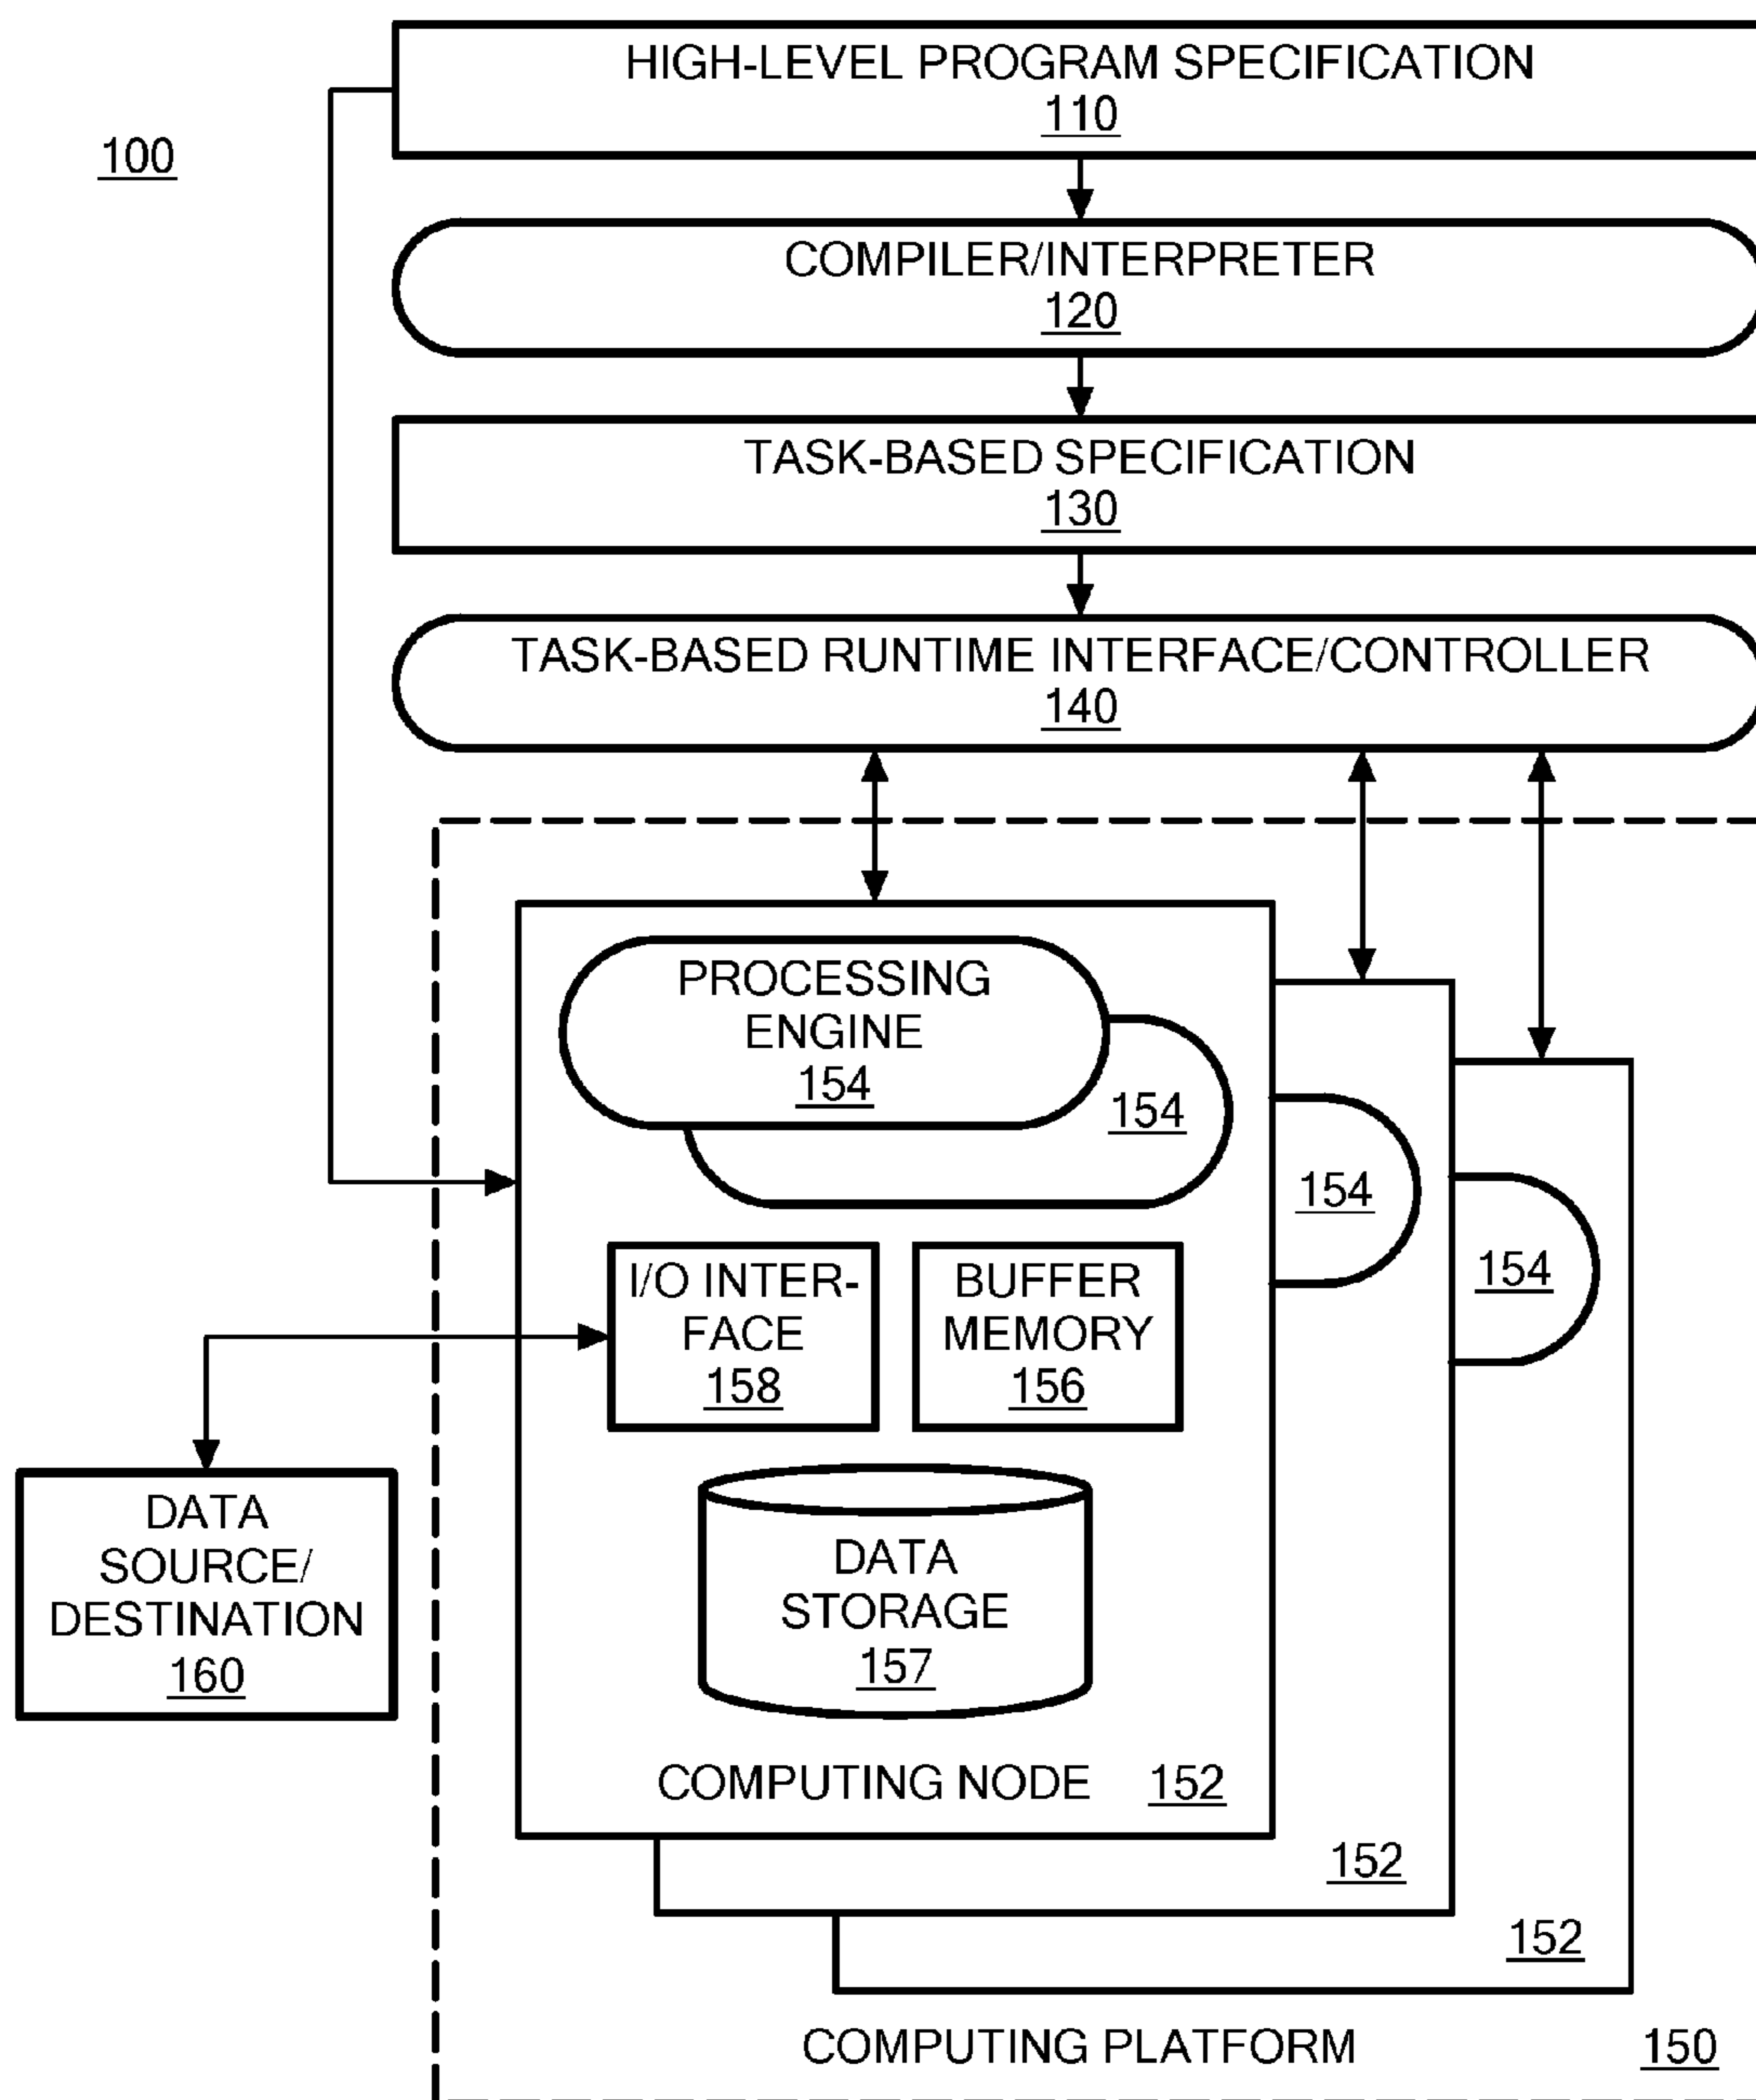 HIGH-LEVEL PROGRAM SPECIFICATION
110
100
COMPILER/INTERPRETER
120
TASK-BASED SPECIFICATION
130
TASK-BASED RUNTIME INTERFACE/CONTROLLER
140
PROCESSING
ENGINE
154
154
154
154
I/O INTER-
FACE
158
BUFFER
MEMORY
156
DATA
SOURCE/
DESTINATION
160
DATA
STORAGE
157
COMPUTING NODE 152
152
152
COMPUTING PLATFORM 150